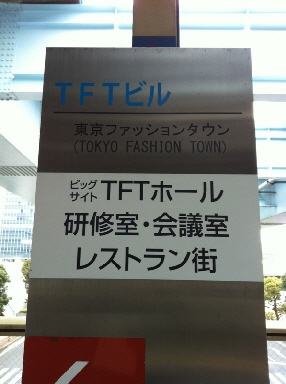 TFTビル
東京ファッションタウン
(TOKYO FASHION TOWN)
ビッグサイト TFTホール
研修室・会議室
レストラン街